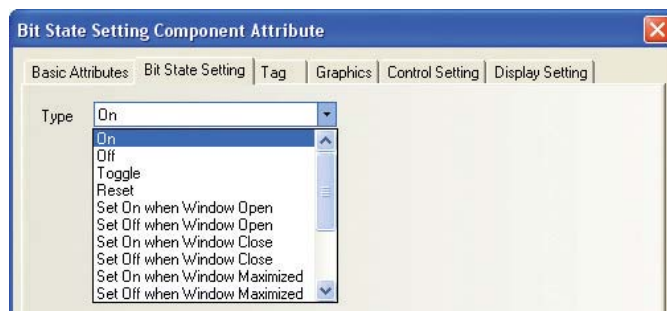 Bit State Setting Component Attribute
Basic Attributes Bit State Setting Tag Graphics Control Setting Display Setting
Type On
On
Off
Toggle
Reset
Set On when Window Open
Set Off when Window Open
Set On when Window Close
Set Off when Window Close
Set On when Window Maximized
Set Off when Window Maximized